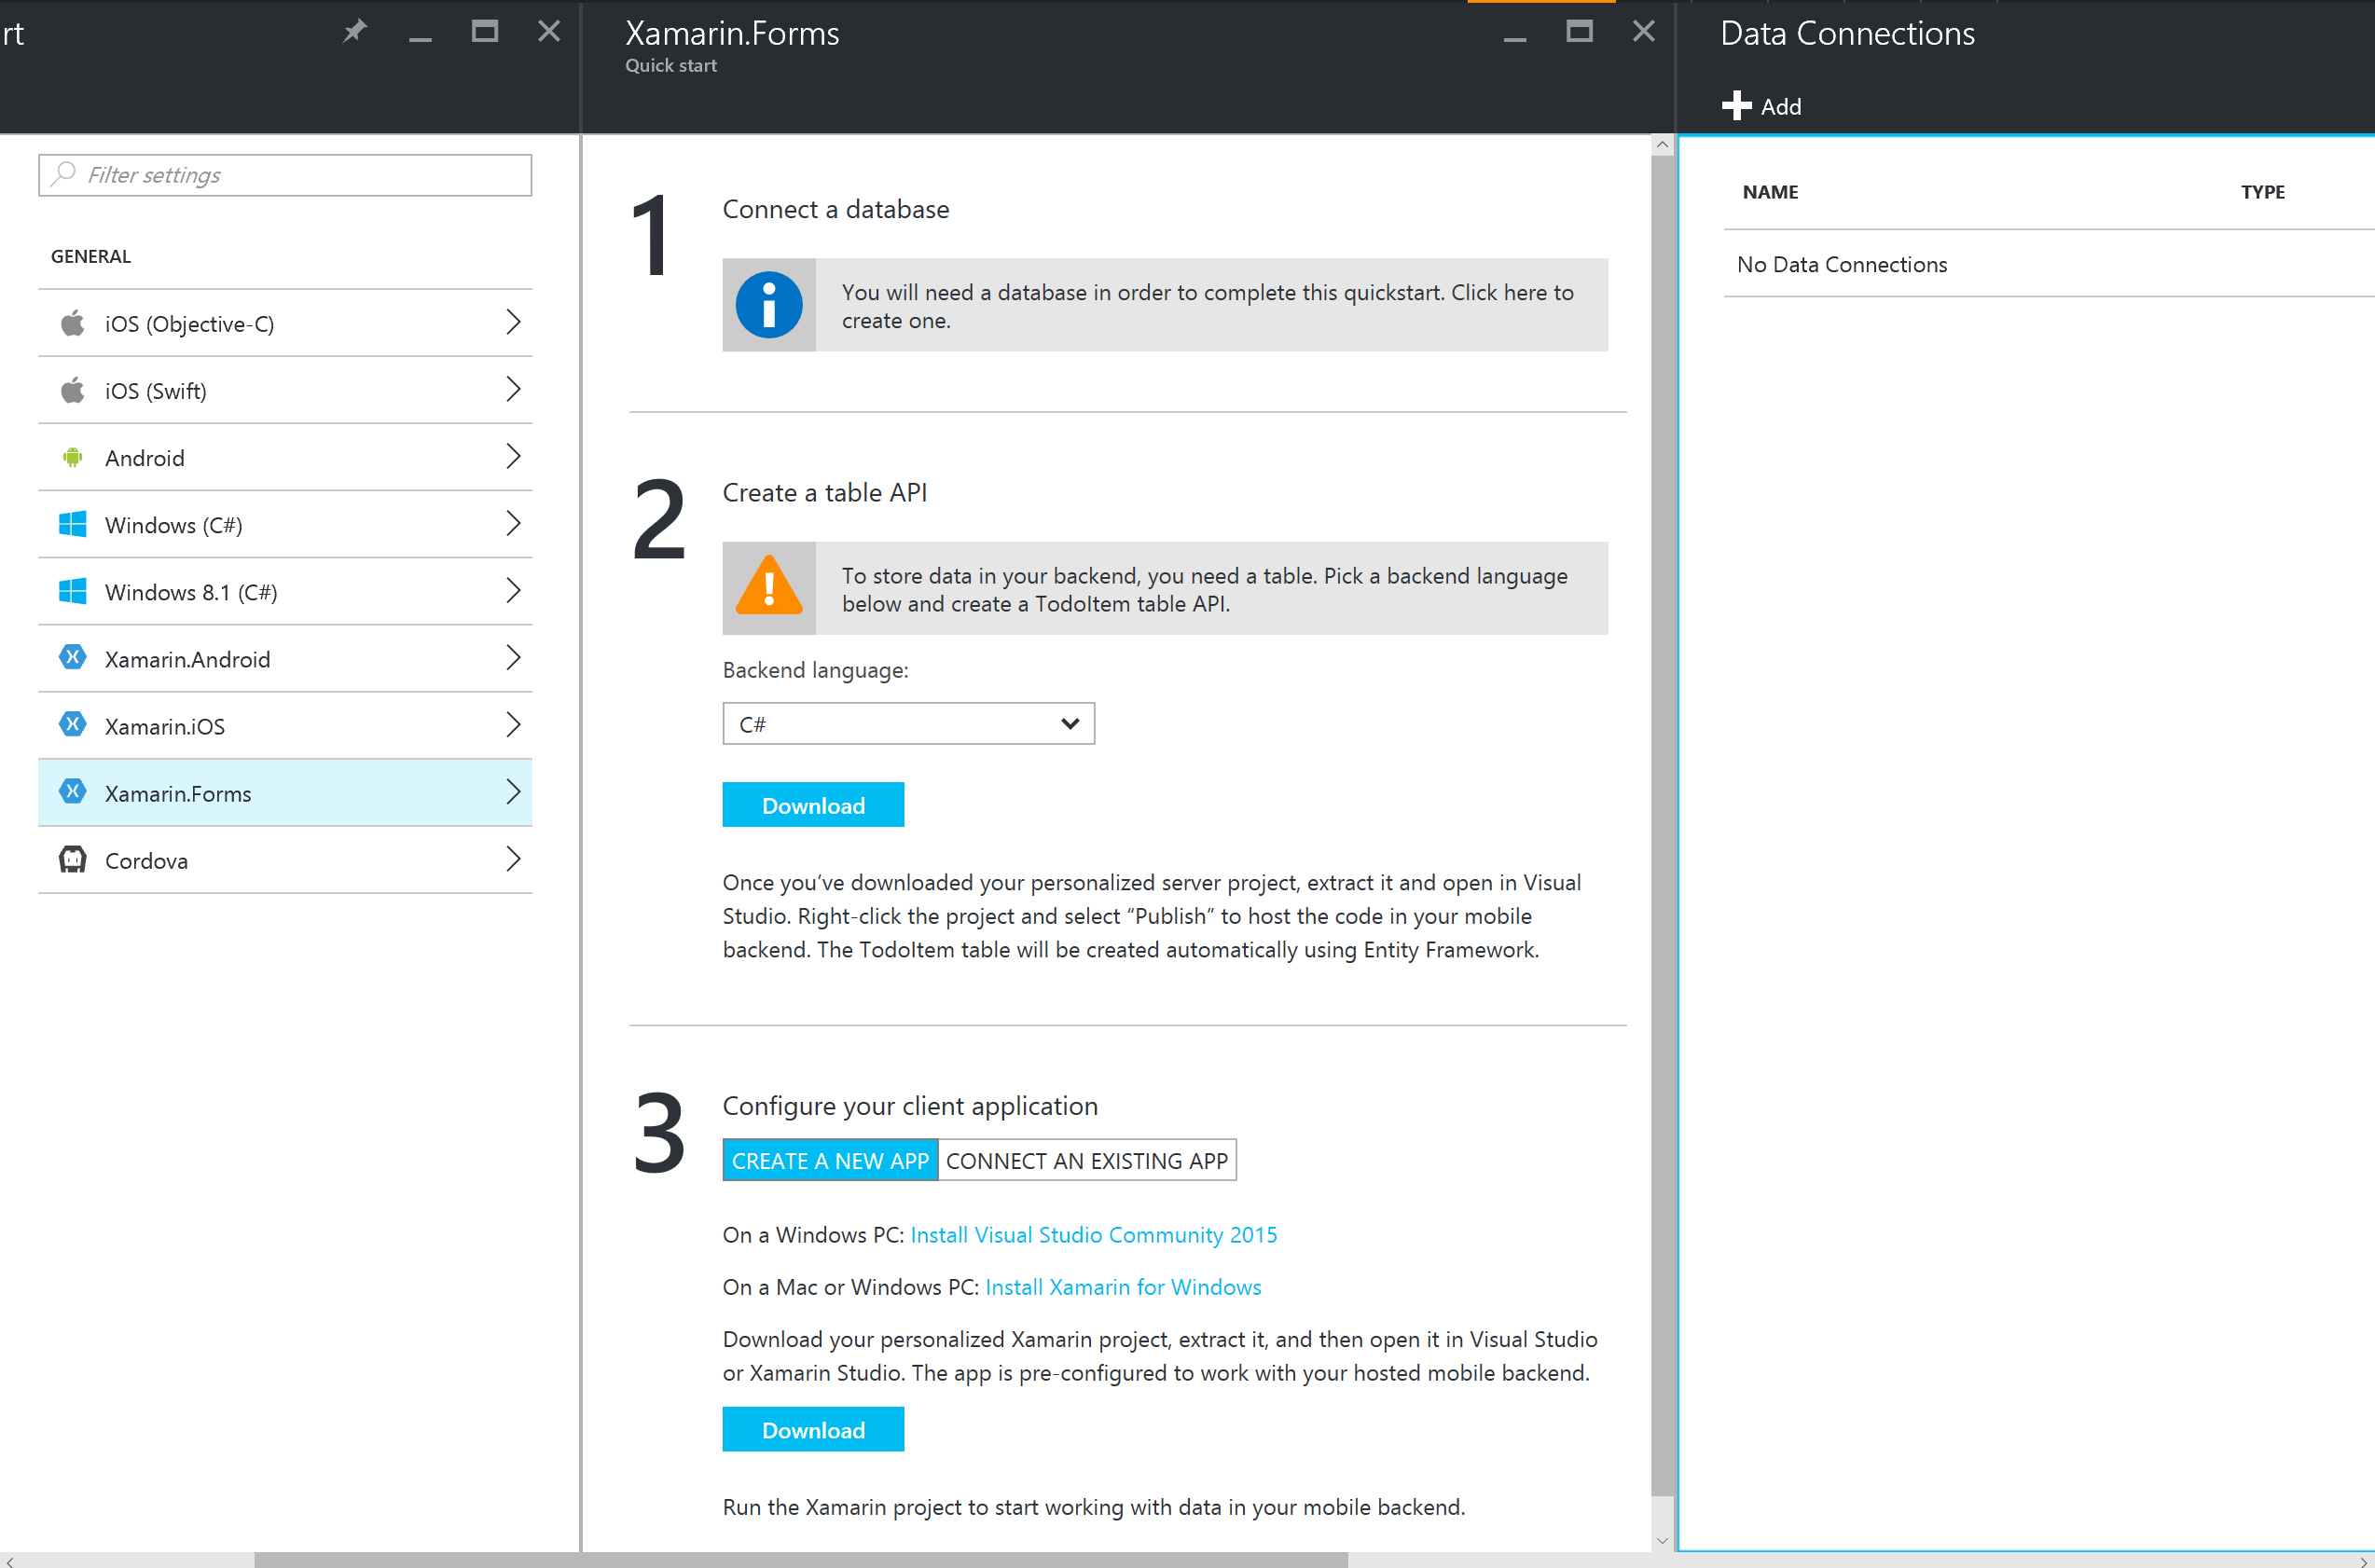 rt
Filter settings
GENERAL
iOS (Objective-C)
iOS (Swift)
Android
Windows (C#)
Windows 8.1 (C#)
Xamarin.Android
Xamarin.iOS
Xamarin.Forms
Cordova
Xamarin.Forms
Quick start
1
Connect a database
You will need a database in order to complete this quickstart. Click here to
create one.
2
Create a table API
To store data in your backend, you need a table. Pick a backend language
below and create a TodoItem table API.
Backend language:
C#
Download
Once you’ve downloaded your personalized server project, extract it and open in Visual
Studio. Right-click the project and select “Publish” to host the code in your mobile
backend. The TodoItem table will be created automatically using Entity Framework.
3
Configure your client application
CREATE A NEW APP CONNECT AN EXISTING APP
On a Windows PC: Install Visual Studio Community 2015
On a Mac or Windows PC: Install Xamarin for Windows
Download your personalized Xamarin project, extract it, and then open it in Visual Studio
or Xamarin Studio. The app is pre-configured to work with your hosted mobile backend.
Download
Run the Xamarin project to start working with data in your mobile backend.
Data Connections
Add
NAME TYPE
No Data Connections